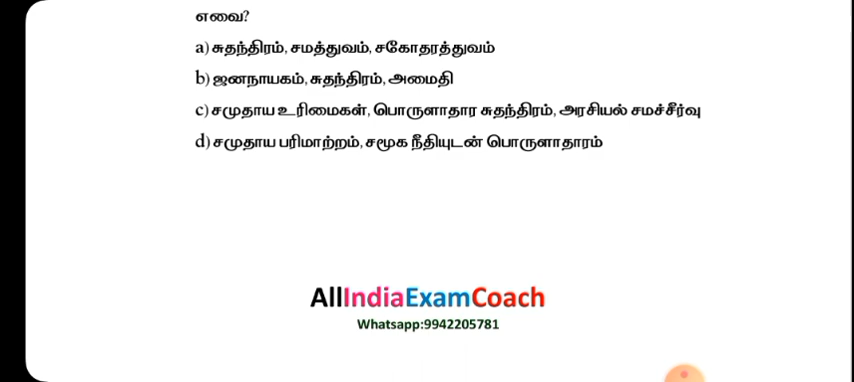 எவை?
a) சுதந்திரம், சமத்துவம், சகோதரத்துவம்
b) ஜனநாயகம், சுதந்திரம், அமைதி
c) சமுதாய உரிமைகள், பொருளாதார சுதந்திரம், அரசியல் சமச்சீர்வு
d) சமுதாய பரிமாற்றம், சமூக நீதியுடன் பொருளாதாரம்
AllIndiaExamCoach
Whatsapp:9942205781